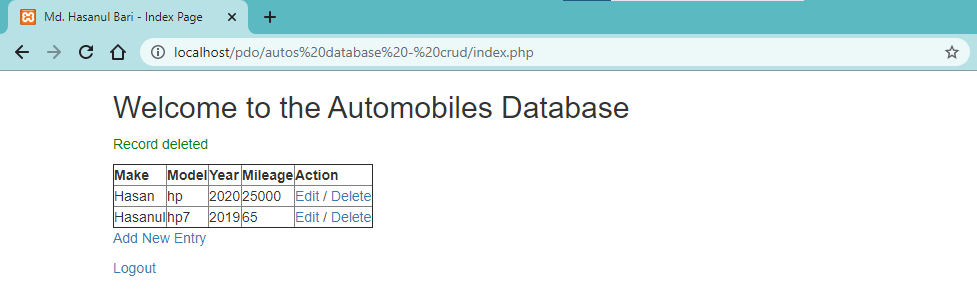 Md. Hasanul Bari - Index Page
localhost/pdo/autos%20database%20-%20crud/index.php
Welcome to the Automobiles Database
Record deleted
Make Model Year Mileage Action
Hasan hp 2020 25000 Edit / Delete
Hasanul hp7 2019 65 Edit / Delete
Add New Entry
Logout